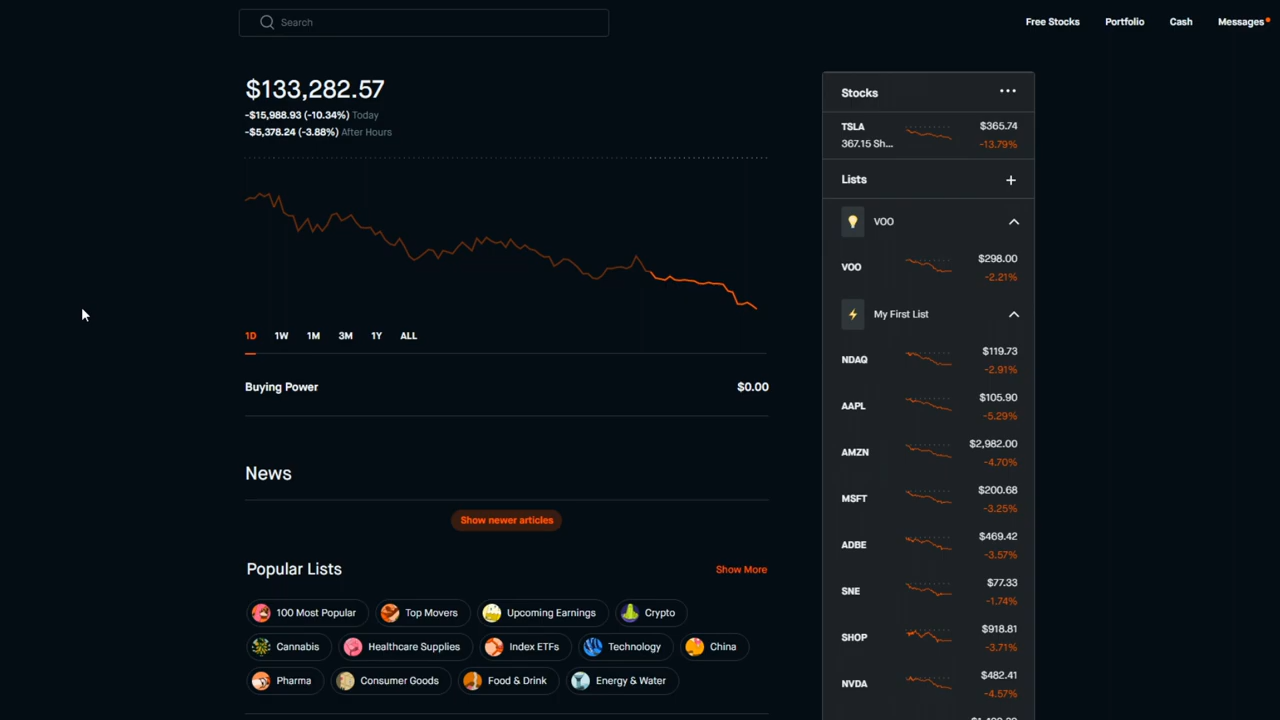 Search
Free Stocks
Portfolio
Cash
Messages
$133,282.57
-$15,988.93 (-10.34%) Today
-$5,378.24 (-3.88%) After Hours
1D 1W 1M 3M 1Y ALL
Buying Power $0.00
News
Show newer articles
Popular Lists Show More
100 Most Popular
Top Movers
Upcoming Earnings
Crypto
Cannabis
Healthcare Supplies
Index ETFs
Technology
China
Pharma
Consumer Goods
Food & Drink
Energy & Water
Stocks
TSLA $365.74
367.15 Sh... -13.79%
Lists
VOO
VOO $298.00
-2.21%
My First List
NDAQ $119.73
-2.91%
AAPL $105.90
-5.29%
AMZN $2,982.00
-4.70%
MSFT $200.68
-3.25%
ADBE $469.42
-3.57%
SNE $77.33
-1.74%
SHOP $918.81
-3.71%
NVDA $482.41
-4.57%